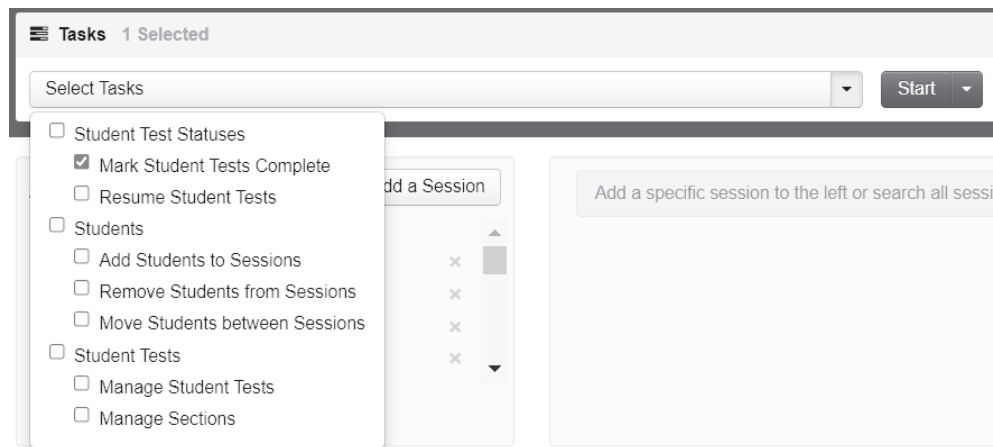 Tasks 1 Selected
Select Tasks
Start
Student Test Statuses
Mark Student Tests Complete
Resume Student Tests
Students
Add Students to Sessions
Remove Students from Sessions
Move Students between Sessions
Student Tests
Manage Student Tests
Manage Sections
dd a Session
Add a specific session to the left or search all sessi